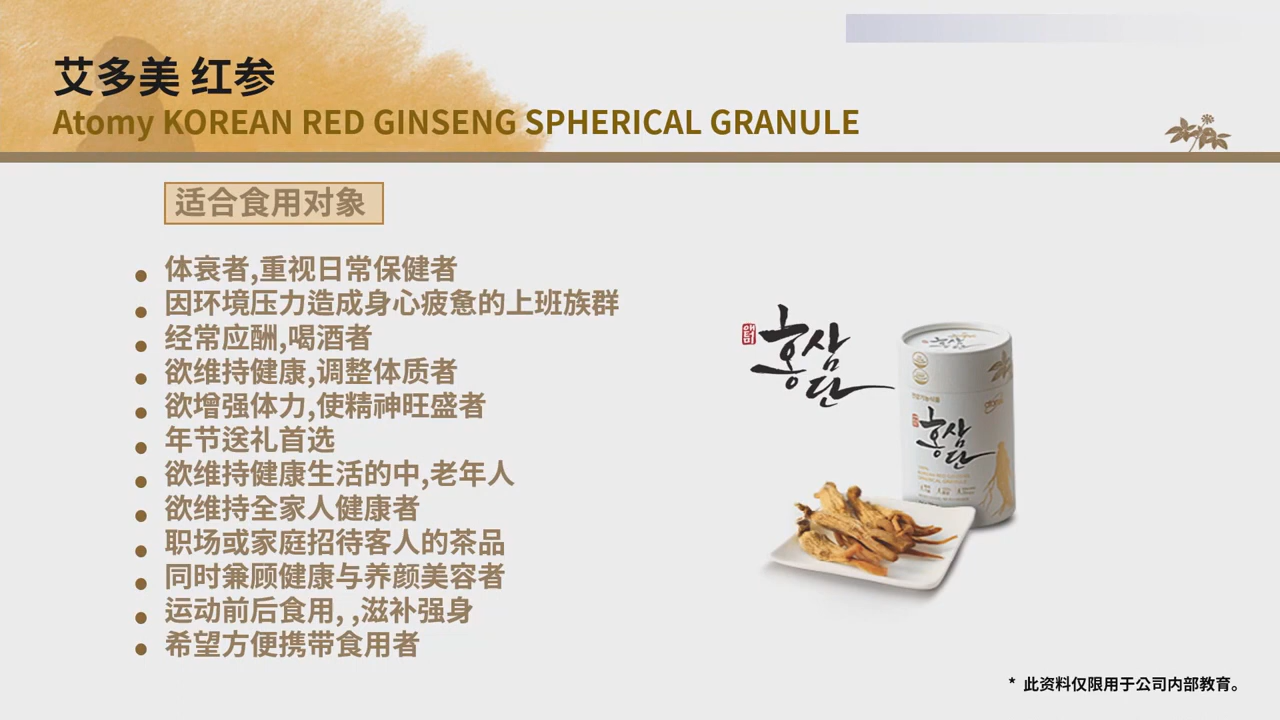 艾多美 红参
Atomy KOREAN RED GINSENG SPHERICAL GRANULE
适合食用对象
体衰者,重视日常保健者
因环境压力造成身心疲惫的上班族群
经常应酬,喝酒者
欲维持健康,调整体质者
欲增强体力,使精神旺盛者
年节送礼首选
欲维持健康生活的中,老年人
欲维持全家人健康者
职场或家庭招待客人的茶品
同时兼顾健康与养颜美容者
运动前后食用, ,滋补强身
希望方便携带食用者
애터미
홍삼단
홍삼단
* 此资料仅限用于公司内部教育。